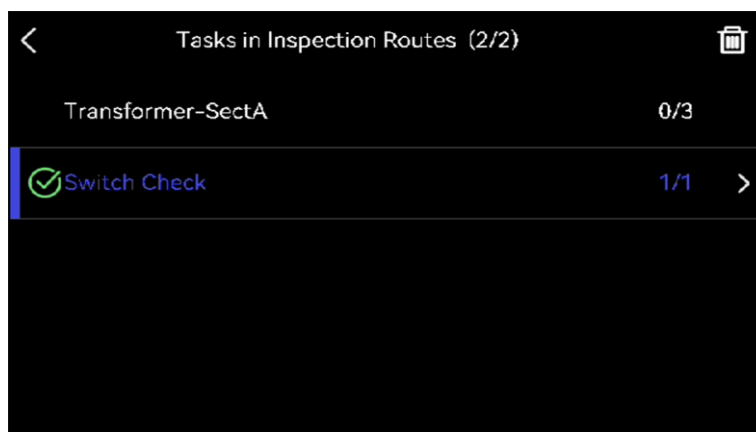 Tasks in Inspection Routes (2/2)
Transformer-SectA 0/3
Switch Check 1/1